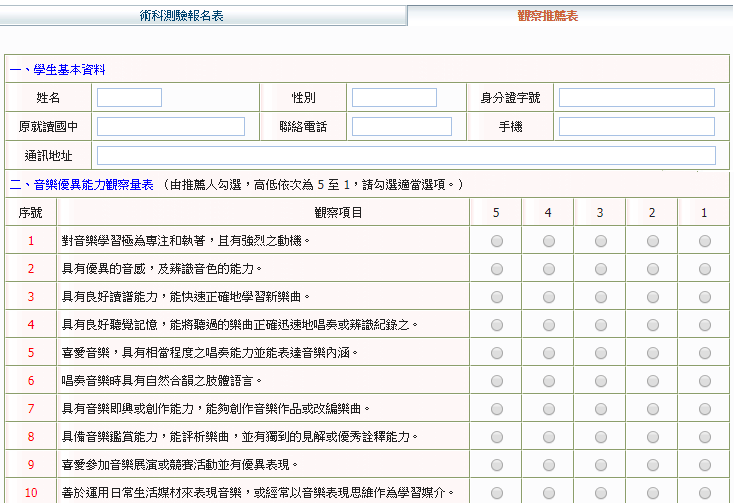 術科測驗報名表 觀察推薦表
一、學生基本資料
姓名 性別 身分證字號
原就讀國中 聯絡電話 手機
通訊地址
二、音樂優異能力觀察量表 （由推薦人勾選，高低依次為 5 至 1，請勾選適當選項。）
序號 觀察項目 5 4 3 2 1
1 對音樂學習極為專注和執著，且有強烈之動機。
2 具有優異的音感，及辨識音色的能力。
3 具有良好讀譜能力，能快速正確地學習新樂曲。
4 具有良好聽覺記憶，能將聽過的樂曲正確迅速地唱奏或辨識紀錄之。
5 喜愛音樂，具有相當程度之唱奏能力並能表達音樂內涵。
6 唱奏音樂時具有自然合韻之肢體語言。
7 具有音樂即興或創作能力，能夠創作音樂作品或改編樂曲。
8 具備音樂鑑賞能力，能評析樂曲，並有獨到的見解或優秀詮釋能力。
9 喜愛參加音樂展演或競賽活動並有優異表現。
10 善於運用日常生活媒材來表現音樂，或經常以音樂表現思維作為學習媒介。